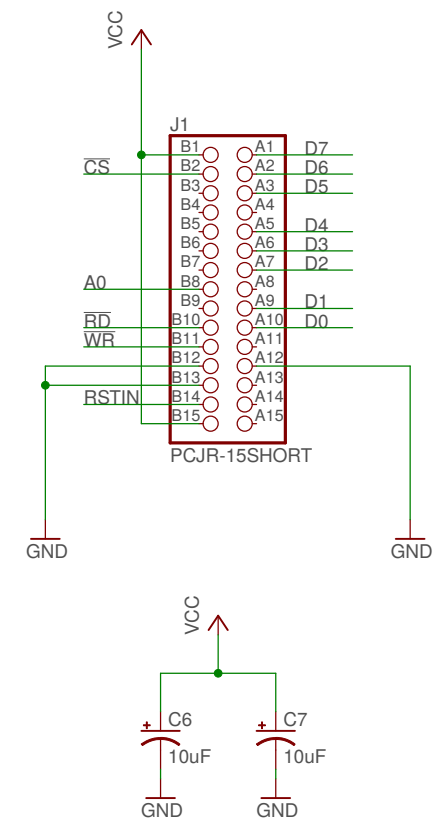 VCC
J1
B1 A1 D7
CS B2 A2 D6
B3 A3 D5
B4 A4
B5 A5 D4
B6 A6 D3
B7 A7 D2
A0 B8 A8
B9 A9 D1
RD B10 A10 D0
WR B11 A11
B12 A12
B13 A13
RSTIN B14 A14
B15 A15
PCJR-15SHORT
GND GND
VCC
C6 C7
10uF 10uF
GND GND